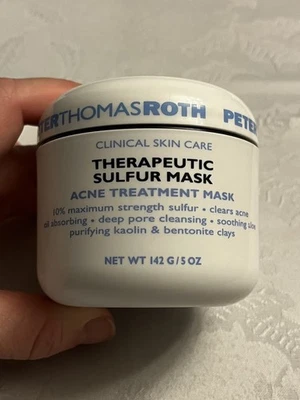 TERTHOMASROTH PETER
CLINICAL SKIN CARE
THERAPEUTIC
SULFUR MASK
ACNE TREATMENT MASK
10% maximum strength sulfur • clears acne
oil absorbing • deep pore cleansing • soothing aloe
purifying kaolin & bentonite clays
NET WT 142 G/5 OZ